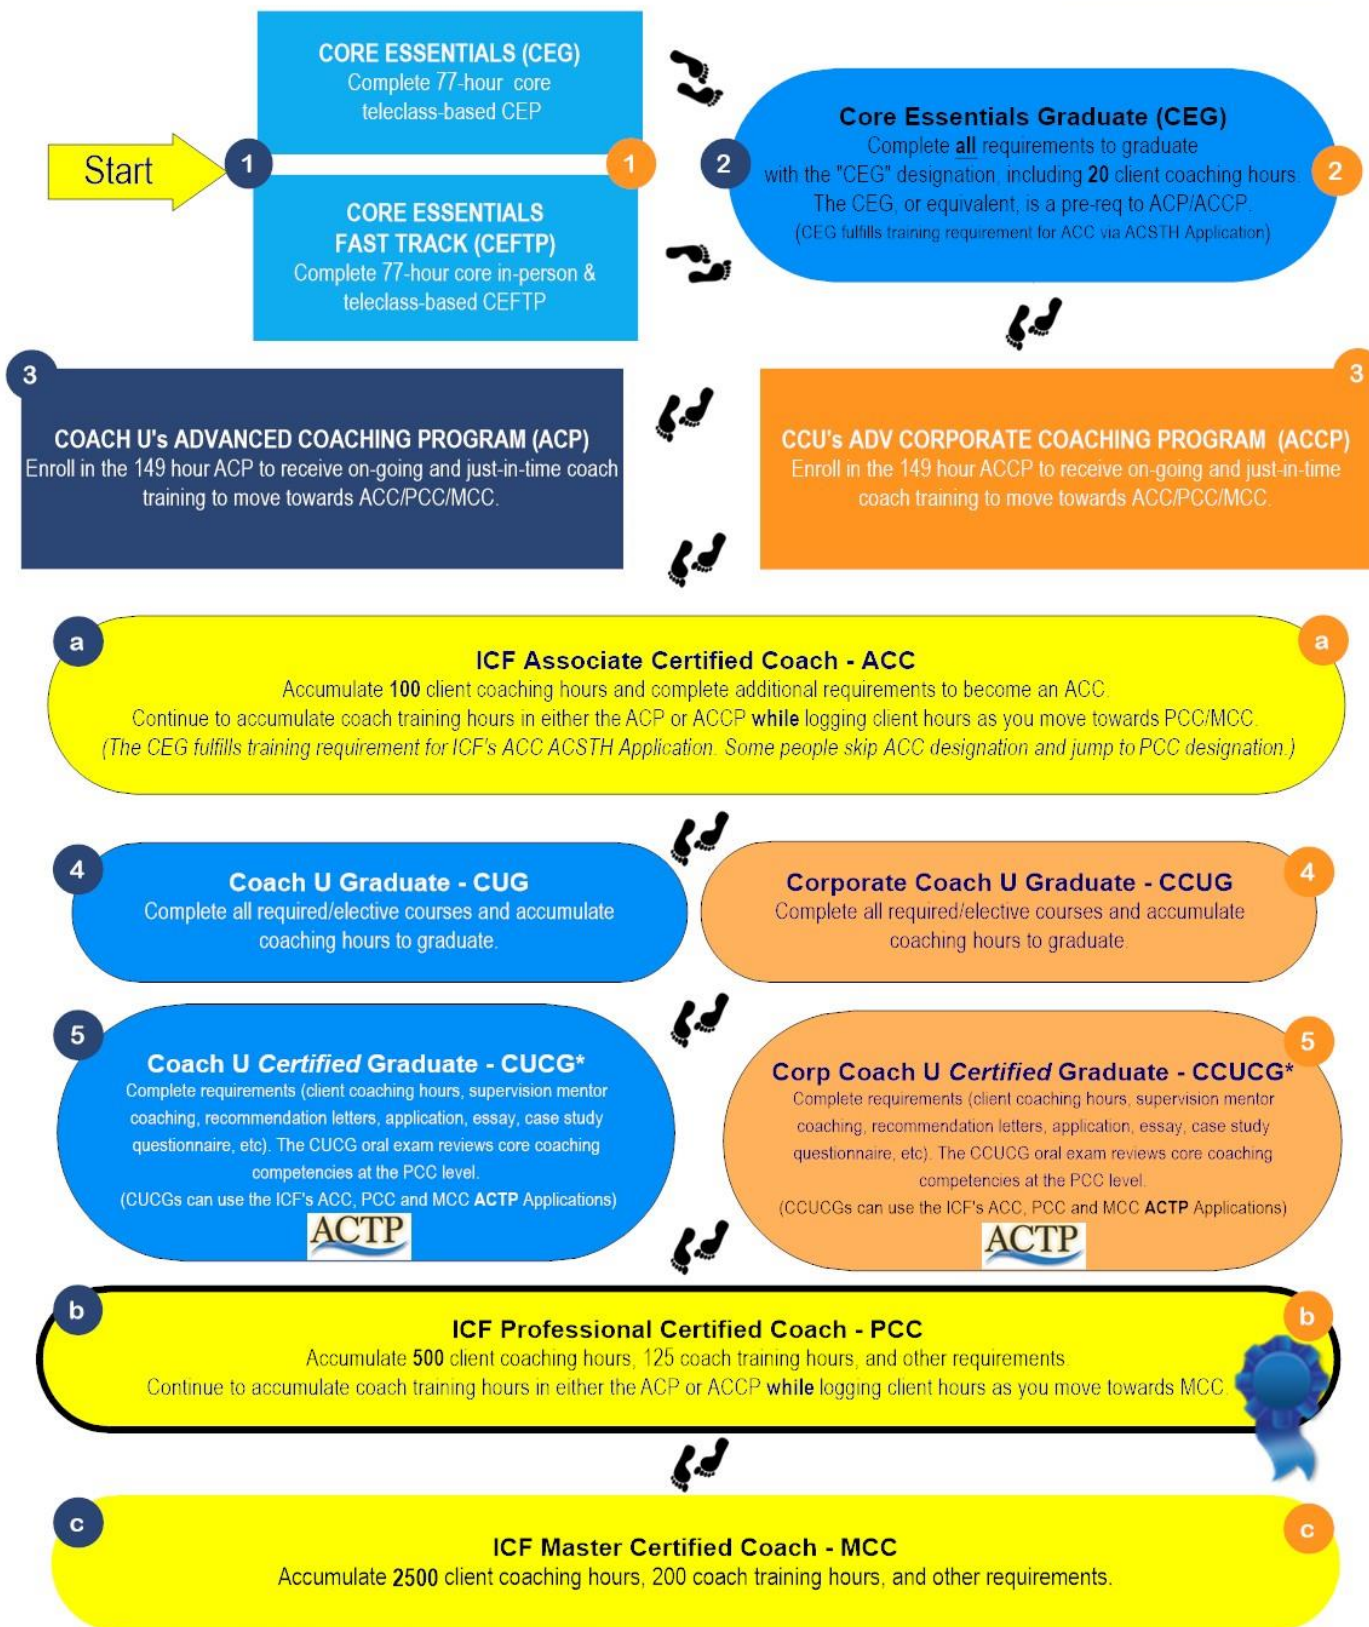 CORE ESSENTIALS (CEG)
Complete 77-hour core
teleclass-based CEP
Start
1
1
CORE ESSENTIALS
FAST TRACK (CEFTP)
Complete 77-hour core in-person &
teleclass-based CEFTP
2
2
Core Essentials Graduate (CEG)
Complete all requirements to graduate
with the "CEG" designation, including 20 client coaching hours.
The CEG, or equivalent, is a pre-req to ACP/ACCP.
(CEG fulfills training requirement for ACC via ACSTH Application)
3
COACH U's ADVANCED COACHING PROGRAM (ACP)
Enroll in the 149 hour ACP to receive on-going and just-in-time coach
training to move towards ACC/PCC/MCC.
3
CCU's ADV CORPORATE COACHING PROGRAM (ACCP)
Enroll in the 149 hour ACCP to receive on-going and just-in-time
coach training to move towards ACC/PCC/MCC.
a
a
ICF Associate Certified Coach - ACC
Accumulate 100 client coaching hours and complete additional requirements to become an ACC.
Continue to accumulate coach training hours in either the ACP or ACCP while logging client hours as you move towards PCC/MCC.
(The CEG fulfills training requirement for ICF's ACC ACSTH Application. Some people skip ACC designation and jump to PCC designation.)
4
Coach U Graduate - CUG
Complete all required/elective courses and accumulate
coaching hours to graduate.
4
Corporate Coach U Graduate - CCUG
Complete all required/elective courses and accumulate
coaching hours to graduate.
5
Coach U Certified Graduate - CUCG*
Complete requirements (client coaching hours, supervision mentor
coaching, recommendation letters, application, essay, case study
questionnaire, etc). The CUCG oral exam reviews core coaching
competencies at the PCC level.
(CUCGs can use the ICF's ACC, PCC and MCC ACTP Applications)
ACTP
5
Corp Coach U Certified Graduate - CCUCG*
Complete requirements (client coaching hours, supervision mentor
coaching, recommendation letters, application, essay, case study
questionnaire, etc). The CCUCG oral exam reviews core coaching
competencies at the PCC level.
(CCUCGs can use the ICF's ACC, PCC and MCC ACTP Applications)
ACTP
b
b
ICF Professional Certified Coach - PCC
Accumulate 500 client coaching hours, 125 coach training hours, and other requirements.
Continue to accumulate coach training hours in either the ACP or ACCP while logging client hours as you move towards MCC.
c
c
ICF Master Certified Coach - MCC
Accumulate 2500 client coaching hours, 200 coach training hours, and other requirements.